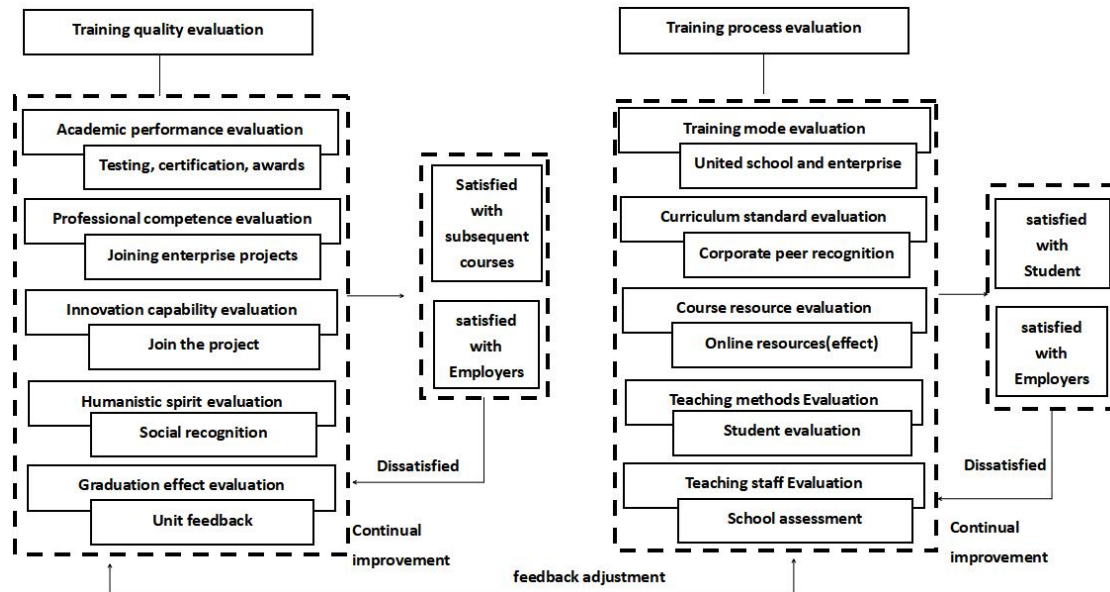 Training quality evaluation
Academic performance evaluation
Testing, certification, awards
Professional competence evaluation
Joining enterprise projects
Innovation capability evaluation
Join the project
Humanistic spirit evaluation
Social recognition
Graduation effect evaluation
Unit feedback
Satisfied
with
subsequent
courses
satisfied
with
Employers
Dissatisfied
Continual
improvement
Training process evaluation
Training mode evaluation
United school and enterprise
Curriculum standard evaluation
Corporate peer recognition
Course resource evaluation
Online resources(effect)
Teaching methods Evaluation
Student evaluation
Teaching staff Evaluation
School assessment
satisfied
with
Student
satisfied
with
Employers
Dissatisfied
Continual
improvement
feedback adjustment